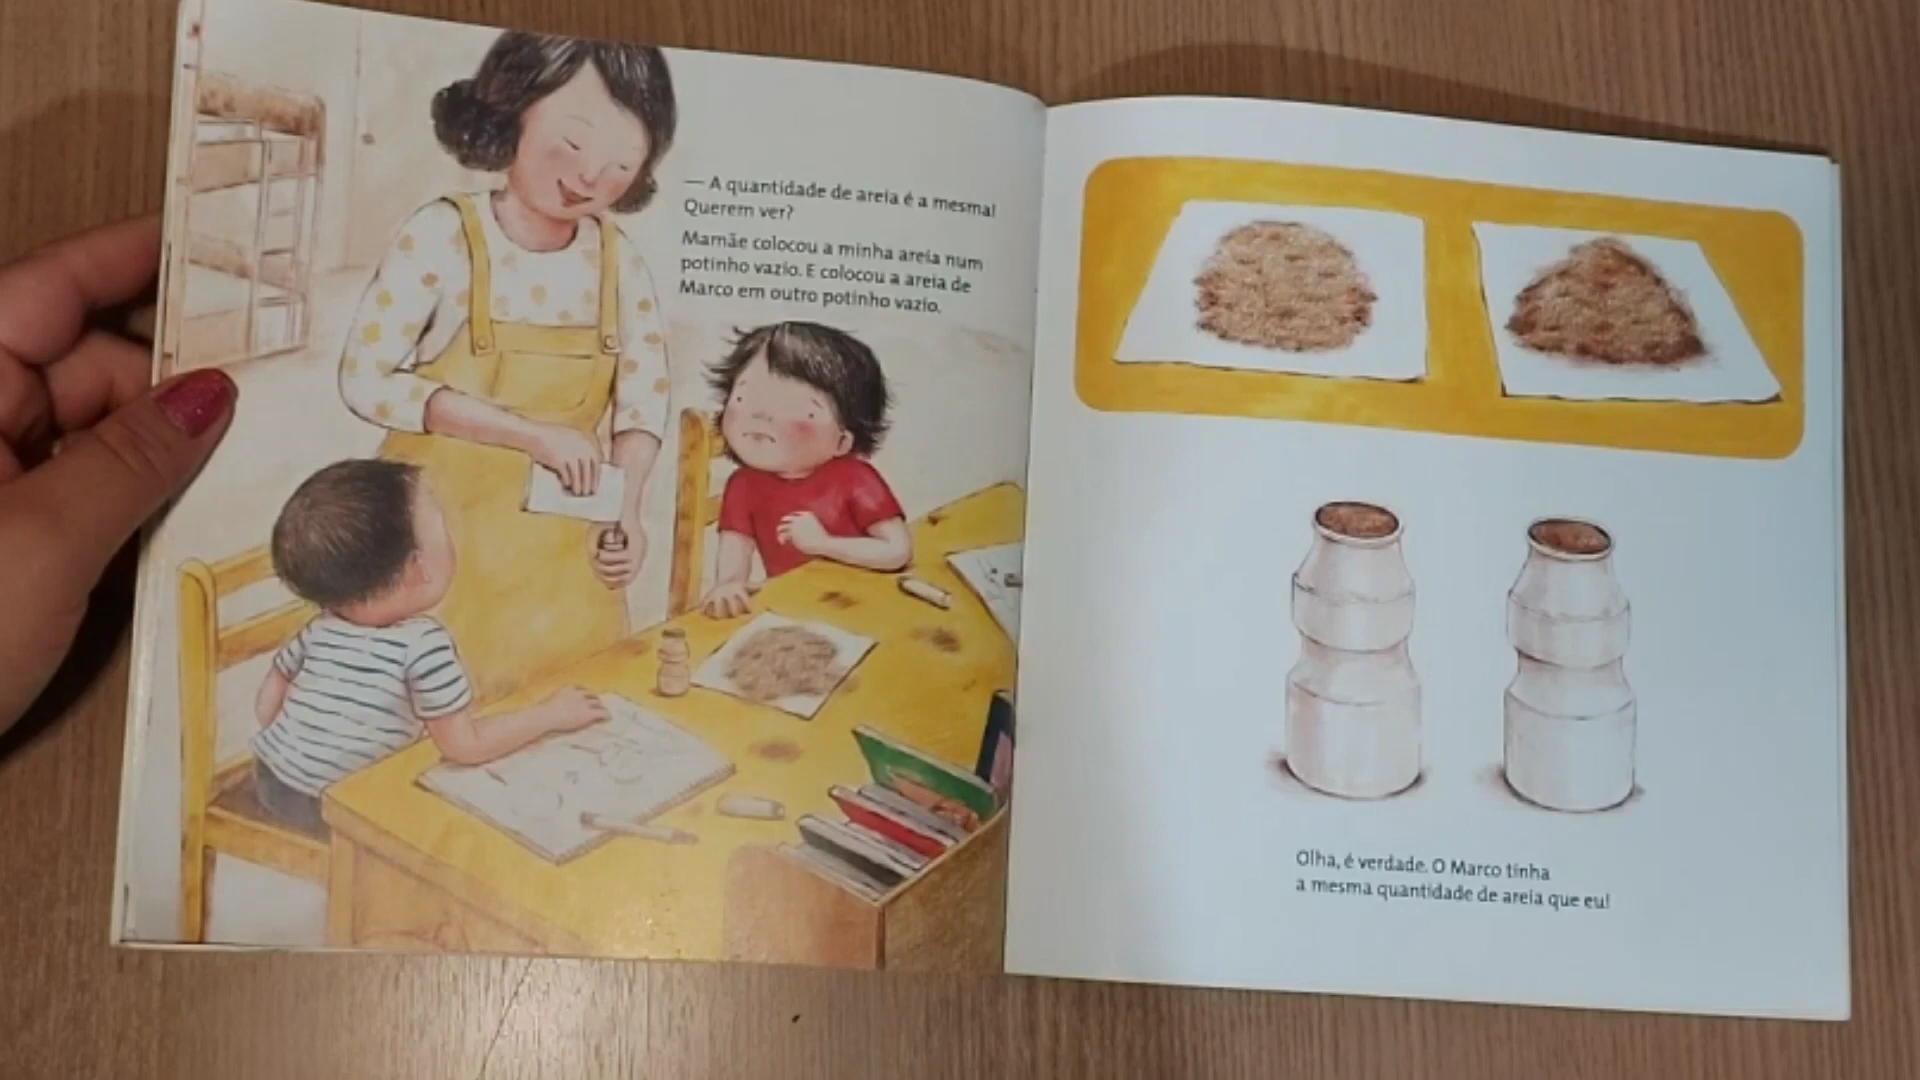 — A quantidade de areia é a mesma!
Querem ver?
Mamãe colocou a minha areia num
potinho vazio. E colocou a areia de
Marco em outro potinho vazio.
Olha, é verdade. O Marco tinha
a mesma quantidade de areia que eu!